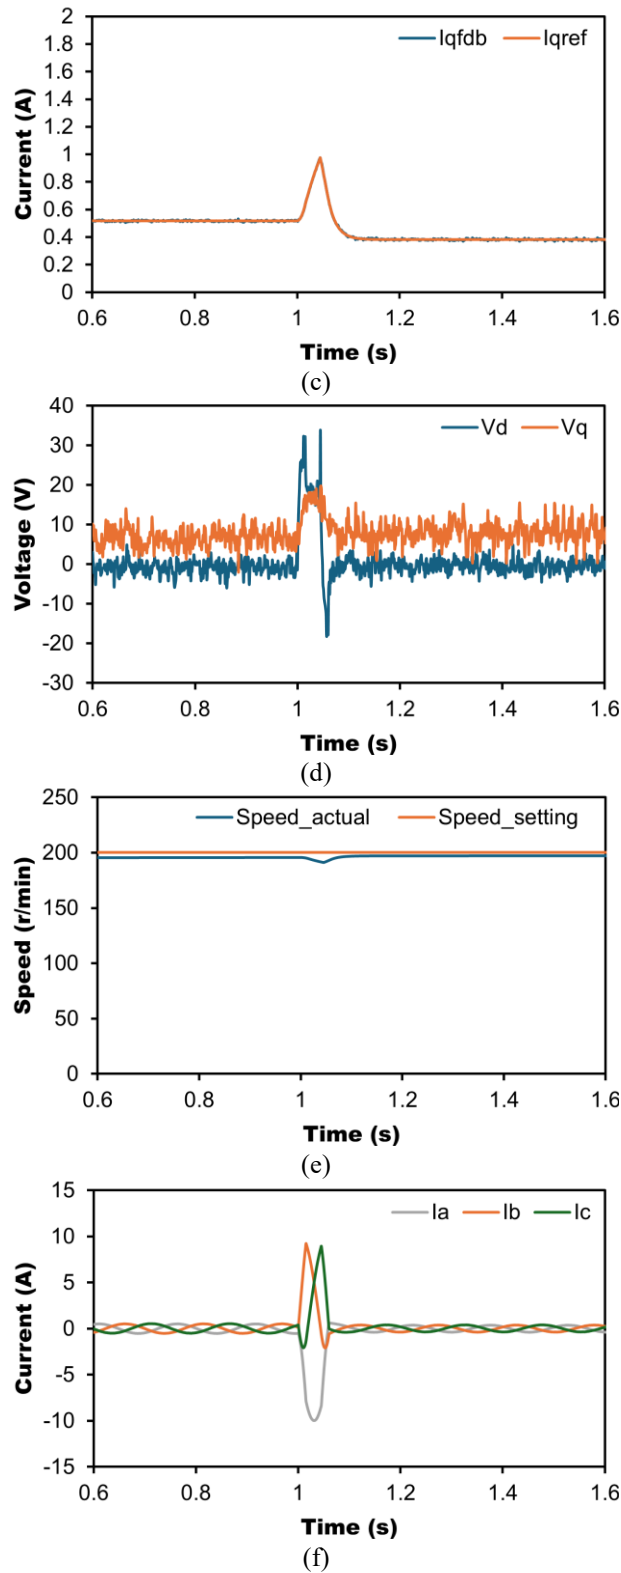 Iqfdb Iqref
2
1.8
1.6
1.4
1.2
1
0.8
0.6
0.4
0.2
0
Current (A)
0.6 0.8 1 1.2 1.4 1.6
Time (s)
(c)
Vd Vq
40
30
20
10
0
-10
-20
-30
Voltage (V)
0.6 0.8 1 1.2 1.4 1.6
Time (s)
(d)
Speed_actual Speed_setting
250
200
150
100
50
0
Speed (r/min)
0.6 0.8 1 1.2 1.4 1.6
Time (s)
(e)
Ia Ib Ic
15
10
5
0
-5
-10
-15
Current (A)
0.6 0.8 1 1.2 1.4 1.6
Time (s)
(f)